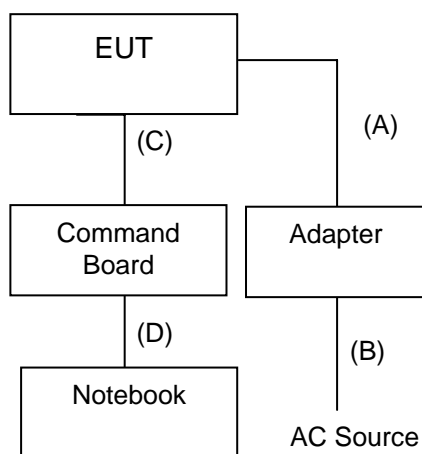 EUT
(A)
(C)
Command
Board
Adapter
(D)
(B)
Notebook
AC Source